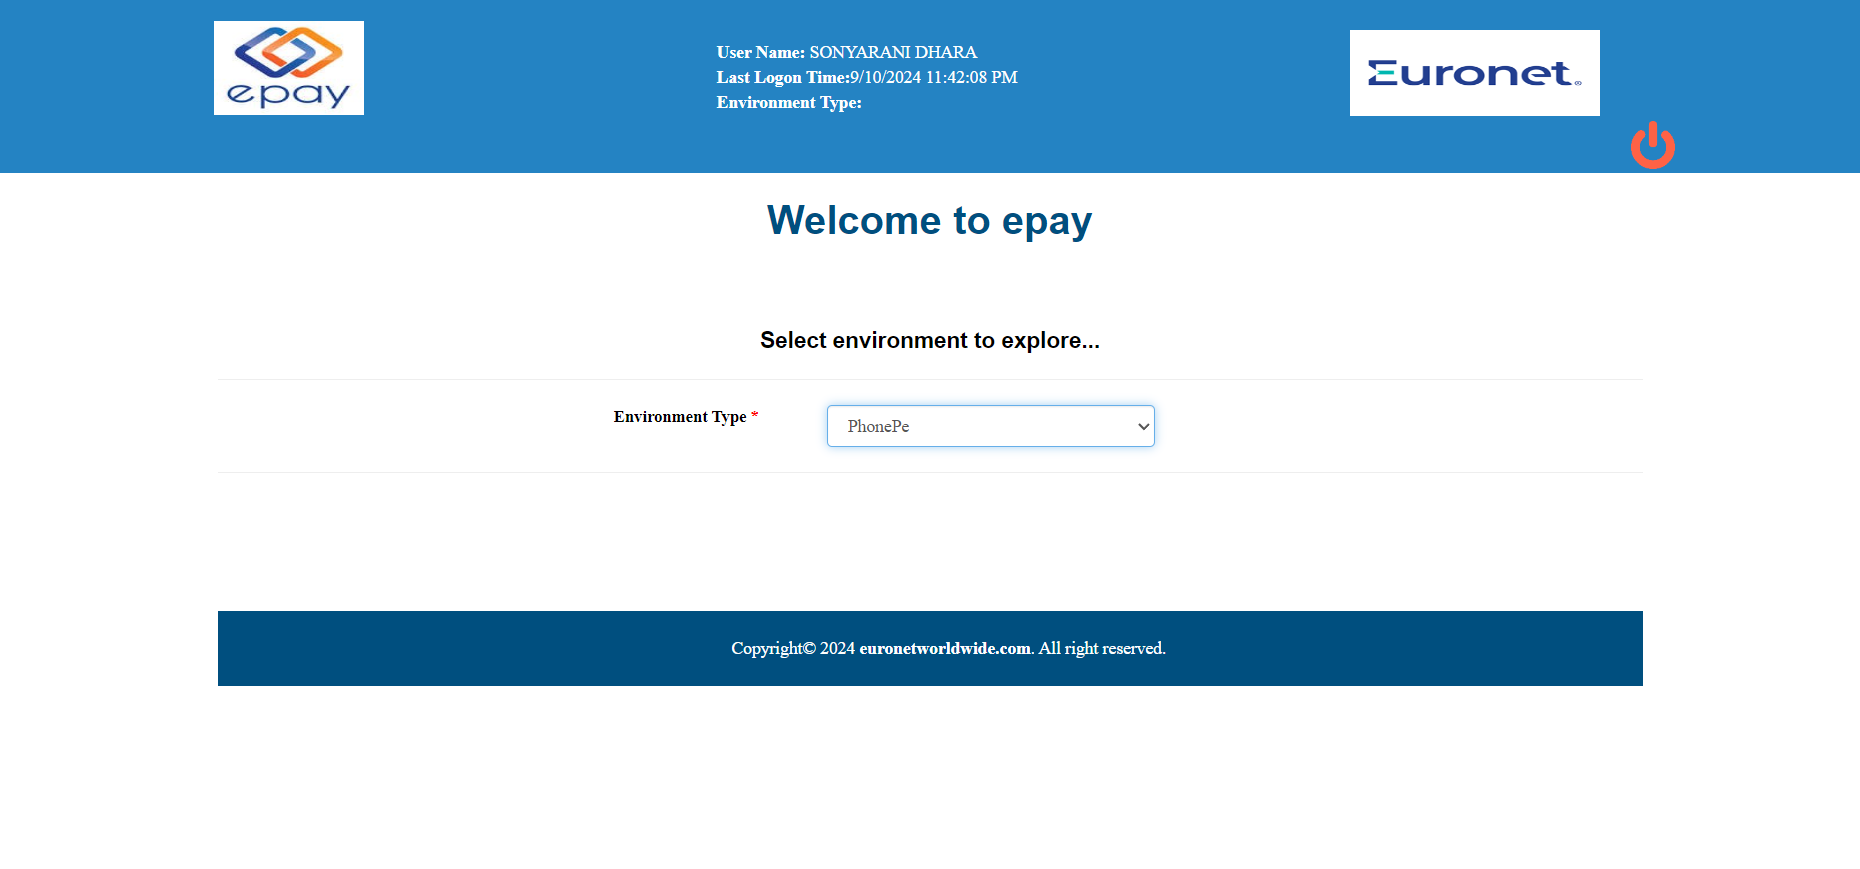 epay
User Name: SONYARANI DHARA
Last Logon Time:9/10/2024 11:42:08 PM
Environment Type:
Euronet®
Welcome to epay
Select environment to explore...
Environment Type *
PhonePe
Copyright© 2024 euronetworldwide.com. All right reserved.